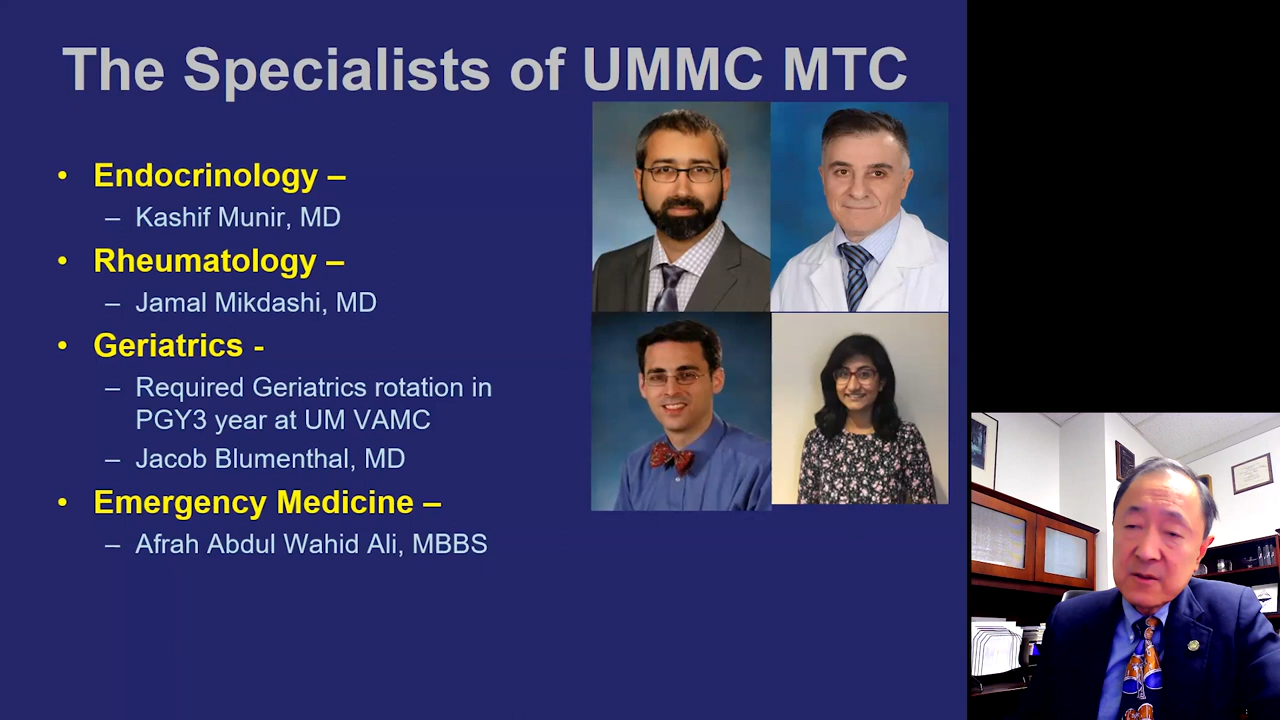 The Specialists of UMMC MTC
• Endocrinology –
– Kashif Munir, MD
• Rheumatology –
– Jamal Mikdashi, MD
• Geriatrics -
– Required Geriatrics rotation in
PGY3 year at UM VAMC
– Jacob Blumenthal, MD
• Emergency Medicine –
– Afrah Abdul Wahid Ali, MBBS